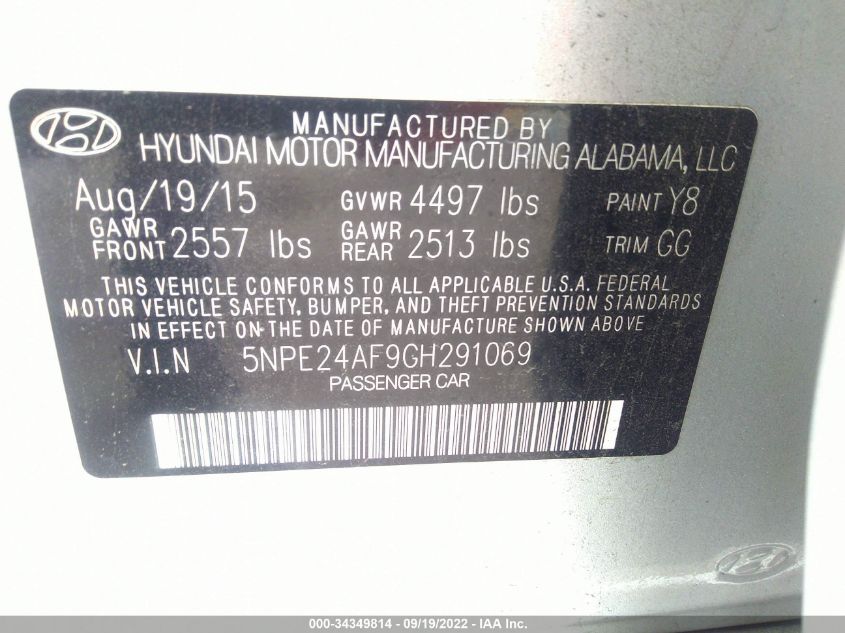 MANUFACTURED BY
HYUNDAI MOTOR MANUFACTURING ALABAMA, LLC
Aug/19/15 GVWR 4497 lbs PAINT Y8
GAWR FRONT 2557 lbs GAWR REAR 2513 lbs TRIM GG
THIS VEHICLE CONFORMS TO ALL APPLICABLE U.S.A. FEDERAL
MOTOR VEHICLE SAFETY, BUMPER, AND THEFT PREVENTION STANDARDS
IN EFFECT ON THE DATE OF MANUFACTURE SHOWN ABOVE.
V.I.N 5NPE24AF9GH291069
PASSENGER CAR
000-34349814 - 09/19/2022 - IAA Inc.